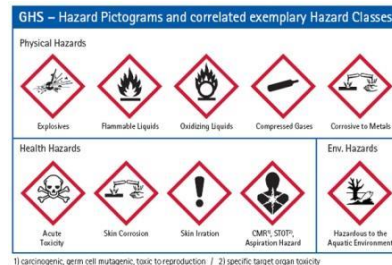 GHS – Hazard Pictograms and correlated exemplary Hazard Classes
Physical Hazards
Explosives
Flammable Liquids
Oxidizing Liquids
Compressed Gases
Corrosive to Metals
Health Hazards
Env. Hazards
Acute
Toxicity
Skin Corrosion
Skin Irration
CMR¹⁾, STOT²⁾,
Aspiration Hazard
Hazardous to the
Aquatic Environment
1) carcinogenic, germ cell mutagenic, toxic to reproduction / 2) specific target organ toxicity